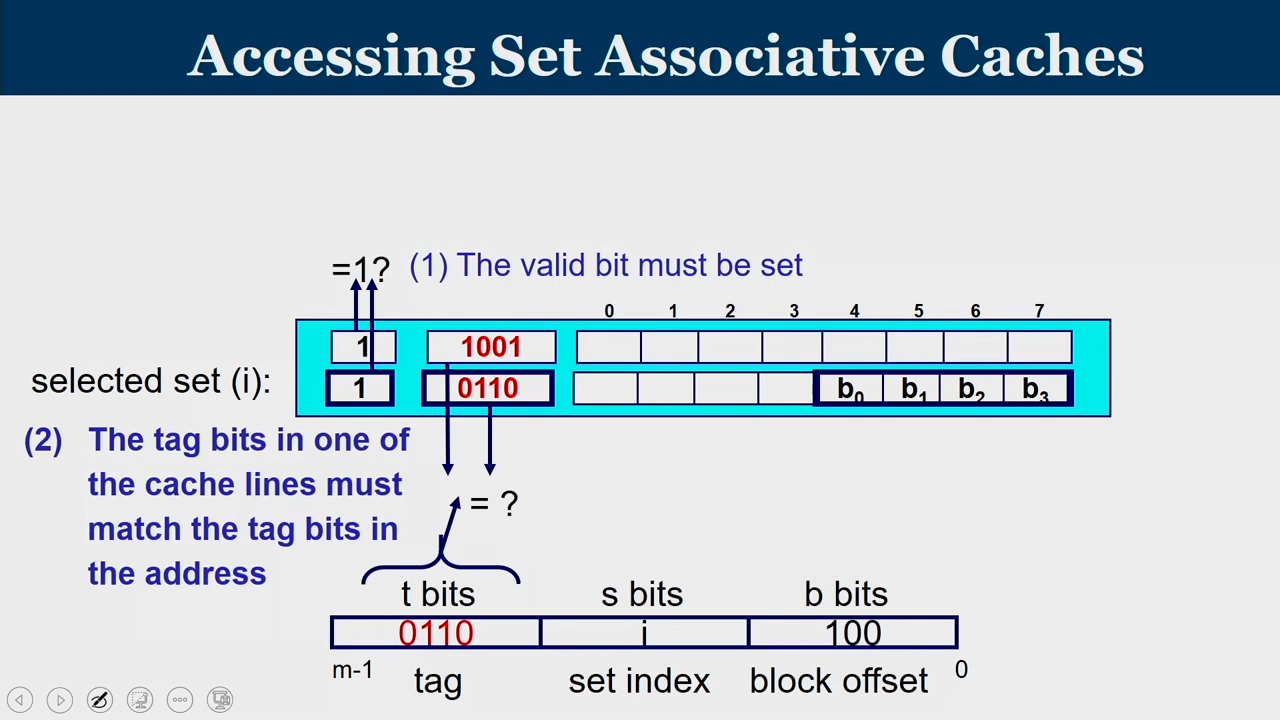 Accessing Set Associative Caches
=1? (1) The valid bit must be set
0 1 2 3 4 5 6 7
1 1001
selected set (i): 1 0110 b0 b1 b2 b3
(2) The tag bits in one of
the cache lines must
match the tag bits in
the address
= ?
t bits s bits b bits
0110 i 100
m-1 0
tag set index block offset